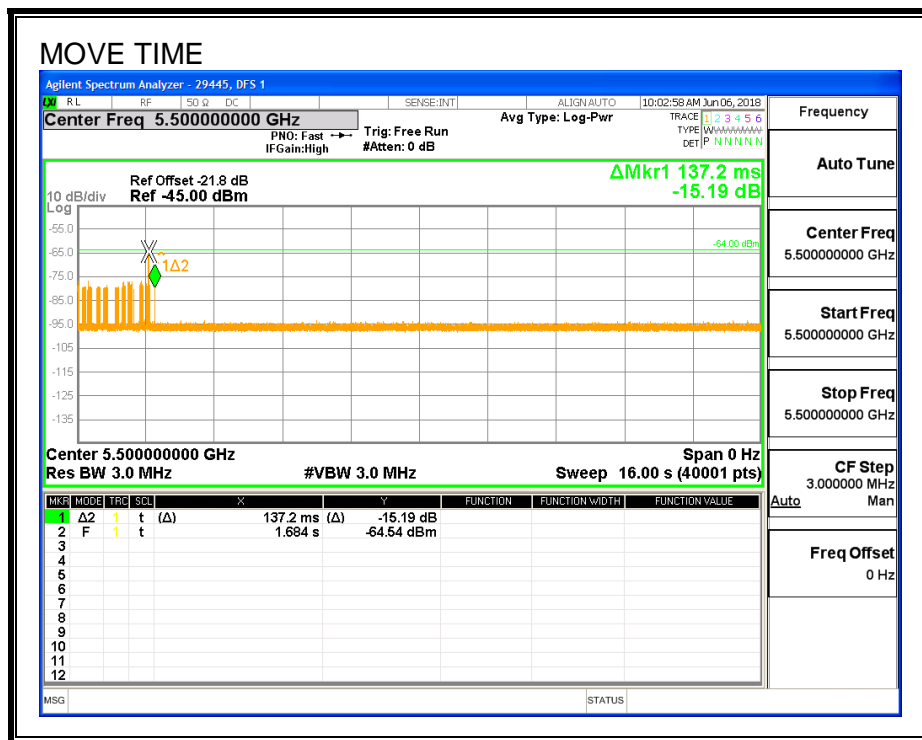 MOVE TIME
Agilent Spectrum Analyzer - 29445, DFS 1
LXI RL RF 50 Ω DC SENSE:INT ALIGN AUTO 10:02:58 AM Jun 06, 2018
Center Freq 5.500000000 GHz
PNO: Fast
IFGain:High
Trig: Free Run
#Atten: 0 dB
Avg Type: Log-Pwr
TRACE 1 2 3 4 5 6
TYPE WWWWWW
DET P N N N N N
Ref Offset -21.8 dB
10 dB/div Ref -45.00 dBm
Log
ΔMkr1 137.2 ms
-15.19 dB
-55.0
-64.00 dBm
-65.0
1Δ2
-75.0
-85.0
-95.0
-105
-115
-125
-135
Center 5.500000000 GHz Span 0 Hz
Res BW 3.0 MHz #VBW 3.0 MHz Sweep 16.00 s (40001 pts)
MKR MODE TRC SCL X Y FUNCTION FUNCTION WIDTH FUNCTION VALUE
1 Δ2 1 t (Δ) 137.2 ms (Δ) -15.19 dB
2 F 1 t 1.684 s -64.54 dBm
3
4
5
6
7
8
9
10
11
12
MSG STATUS
Frequency
Auto Tune
Center Freq
5.500000000 GHz
Start Freq
5.500000000 GHz
Stop Freq
5.500000000 GHz
CF Step
3.000000 MHz
Auto Man
Freq Offset
0 Hz